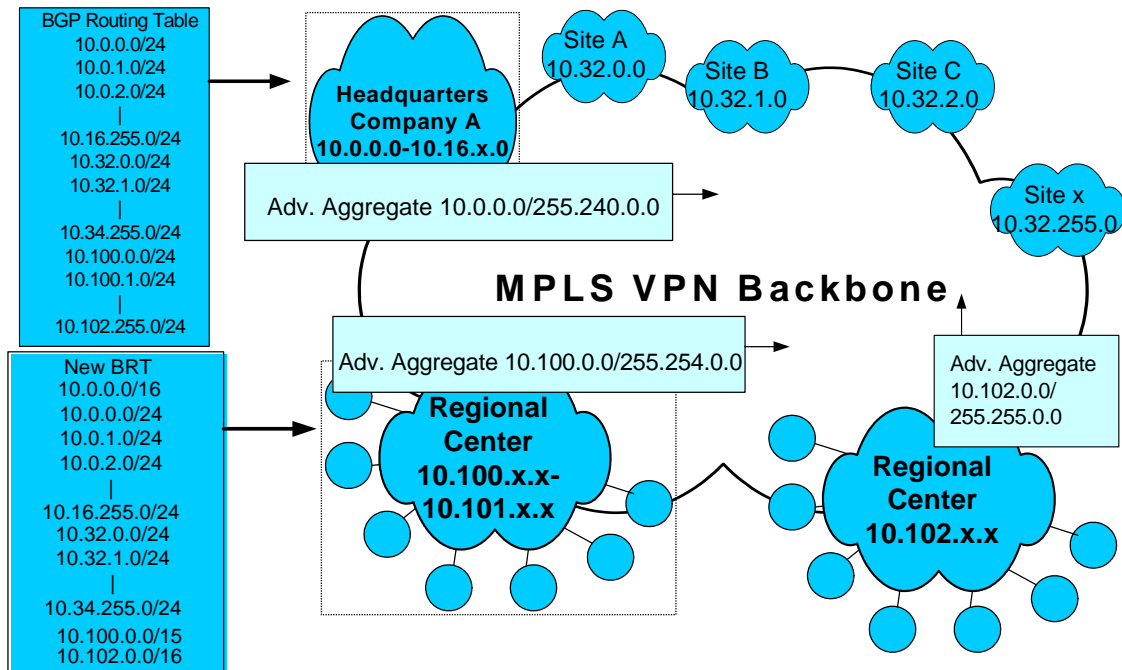 BGP Routing Table
10.0.0.0/24
10.0.1.0/24
10.0.2.0/24
|
10.16.255.0/24
10.32.0.0/24
10.32.1.0/24
|
10.34.255.0/24
10.100.0.0/24
10.100.1.0/24
|
10.102.255.0/24
New BRT
10.0.0.0/16
10.0.0.0/24
10.0.1.0/24
10.0.2.0/24
|
10.16.255.0/24
10.32.0.0/24
10.32.1.0/24
|
10.34.255.0/24
10.100.0.0/15
10.102.0.0/16
Headquarters
Company A
10.0.0.0-10.16.x.0
Site A
10.32.0.0
Site B
10.32.1.0
Site C
10.32.2.0
Site x
10.32.255.0
Adv. Aggregate 10.0.0.0/255.240.0.0
MPLS VPN Backbone
Adv. Aggregate 10.100.0.0/255.254.0.0
Adv. Aggregate
10.102.0.0/
255.255.0.0
Regional
Center
10.100.x.x-
10.101.x.x
Regional
Center
10.102.x.x